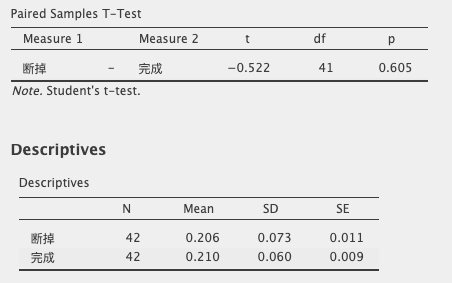 Paired Samples T-Test
Measure 1 Measure 2 t df p
断掉 - 完成 −0.522 41 0.605
Note. Student's t-test.
Descriptives
Descriptives
N Mean SD SE
断掉 42 0.206 0.073 0.011
完成 42 0.210 0.060 0.009